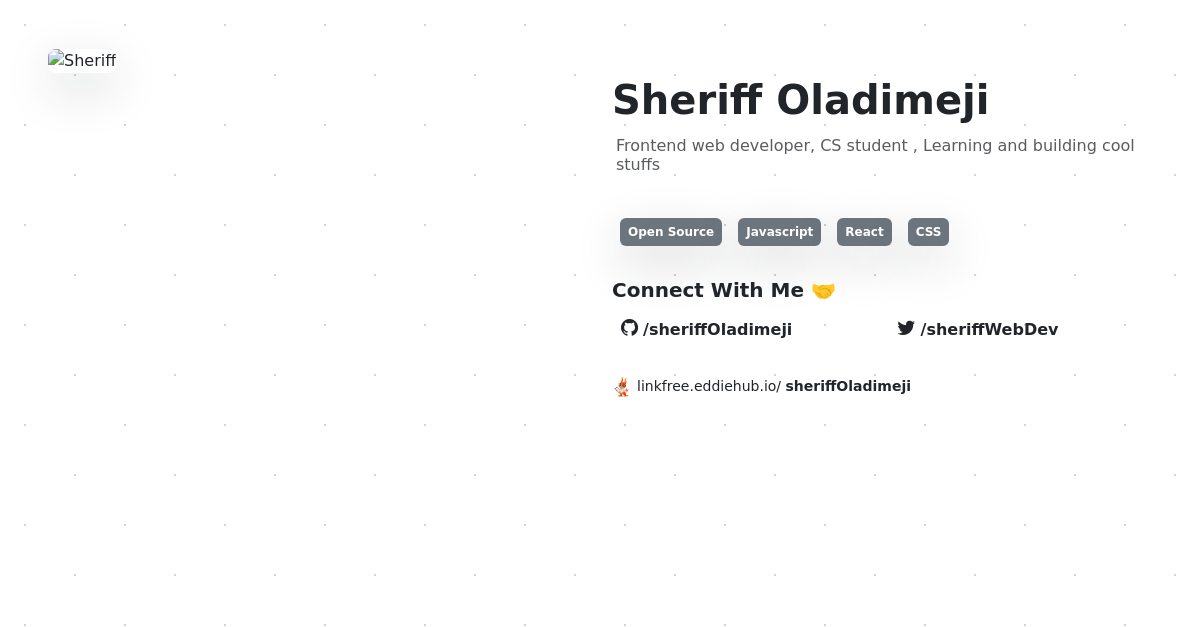 Sheriff
Sheriff Oladimeji
Frontend web developer, CS student , Learning and building cool
stuffs
Open Source Javascript React CSS
Connect With Me 🤝
/sheriffOladimeji /sheriffWebDev
linkfree.eddiehub.io/ sheriffOladimeji